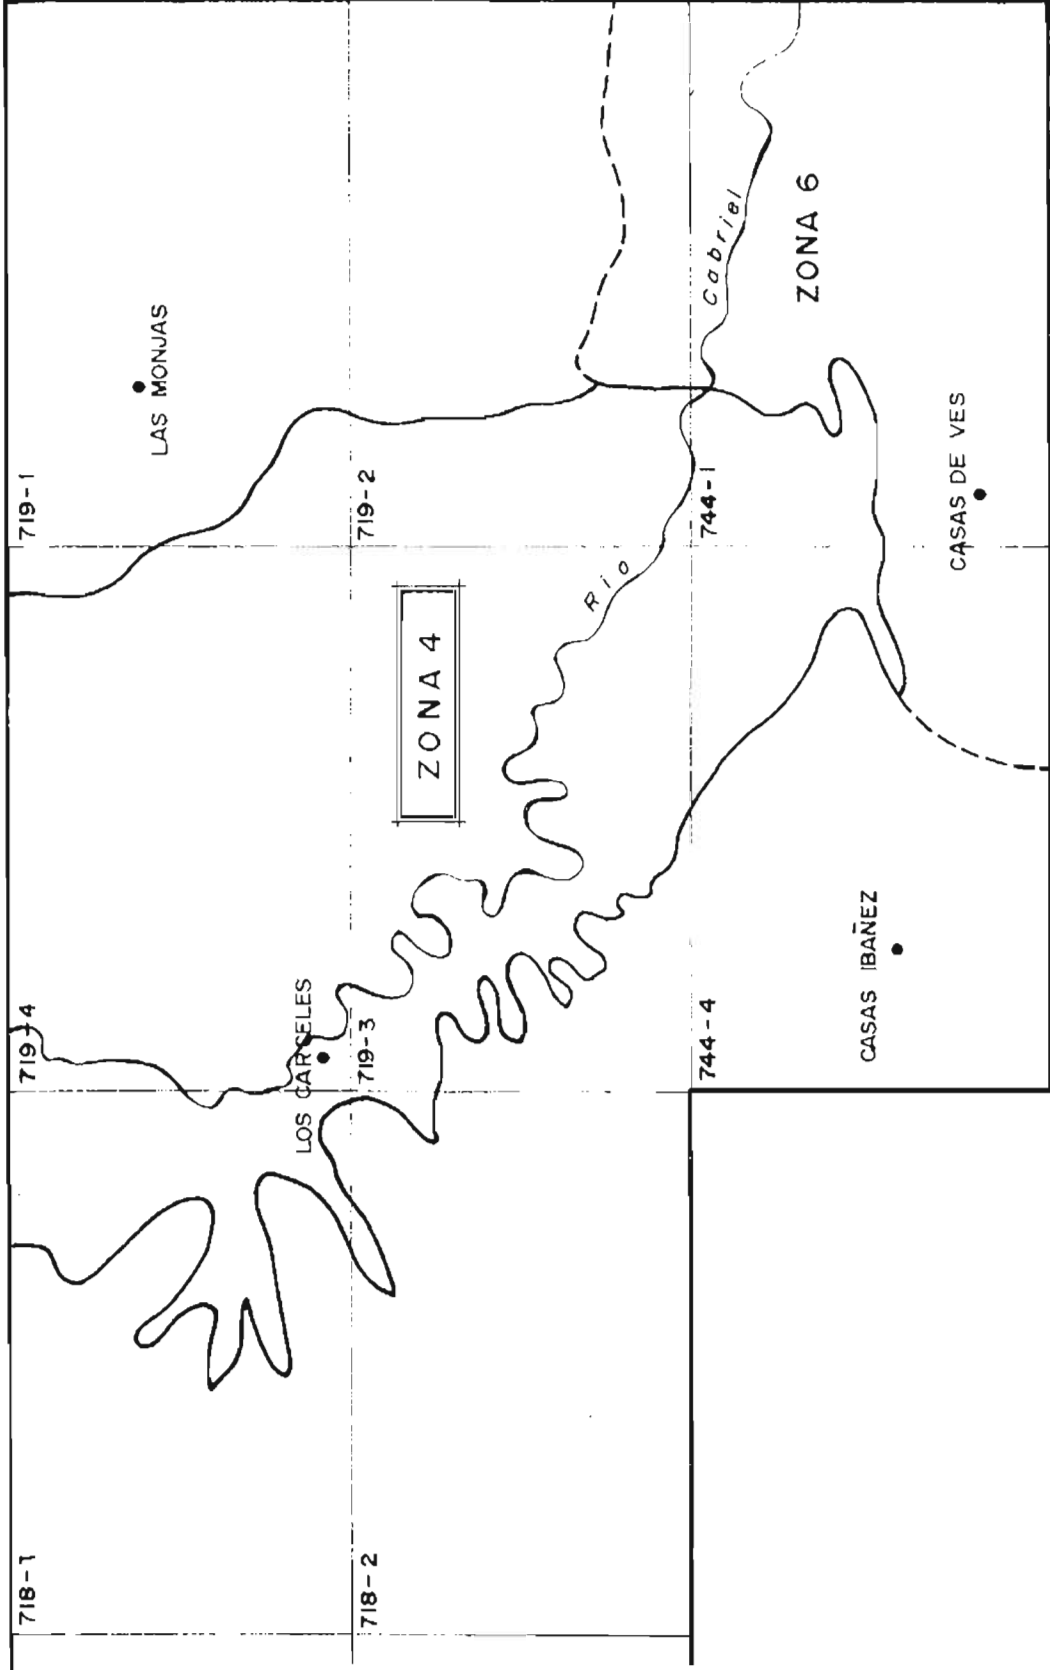 718-1
719-4
719-1
LAS MONJAS
LOS CARCELES
718-2
719-3
719-2
ZONA 4
Rio Cabriel
744-4
744-1
ZONA 6
CASAS IBAÑEZ
CASAS DE VES